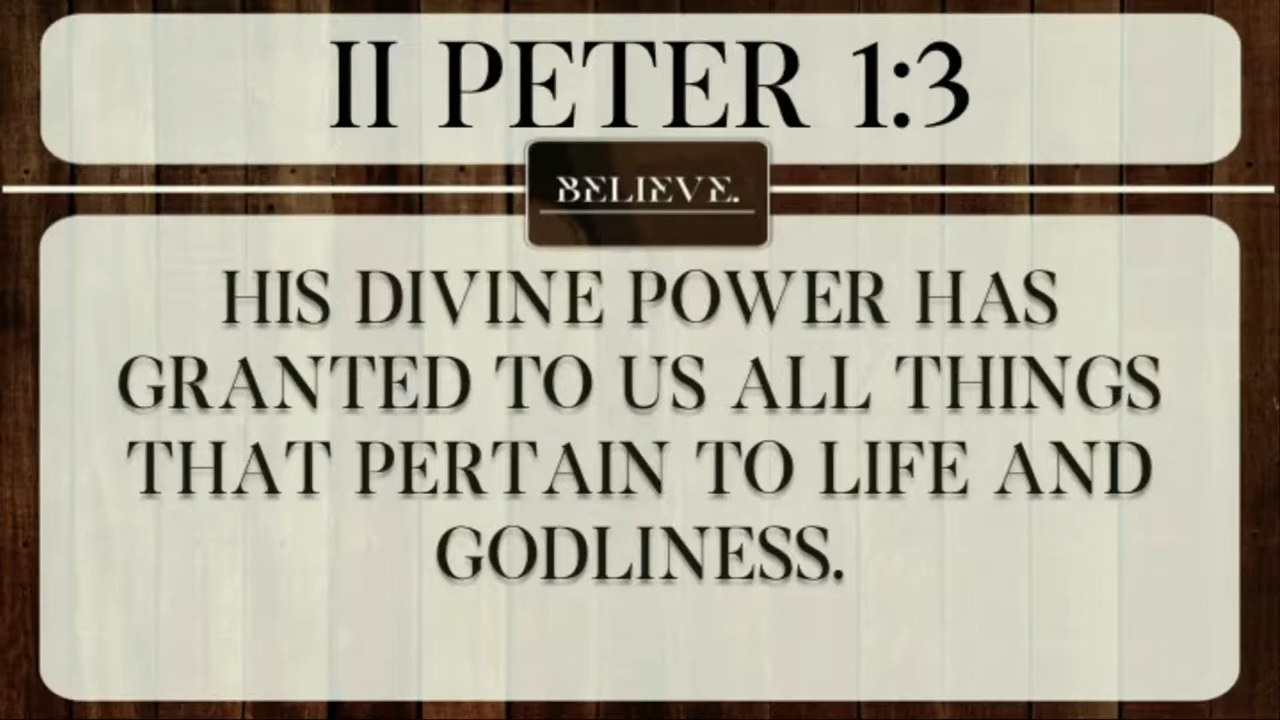 II PETER 1:3
BELIEVE.
HIS DIVINE POWER HAS
GRANTED TO US ALL THINGS
THAT PERTAIN TO LIFE AND
GODLINESS.